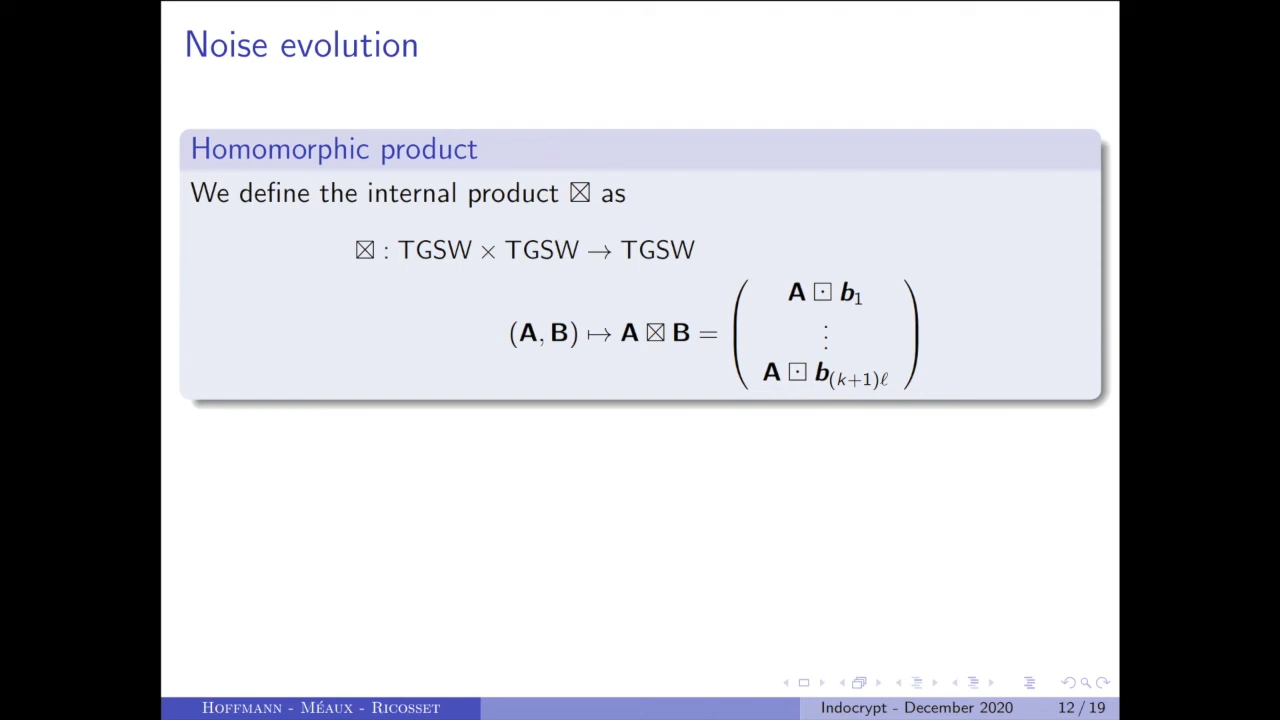 Noise evolution
Homomorphic product
We define the internal product ⊠ as
⊠ : TGSW × TGSW → TGSW
(A, B) ↦ A ⊠ B =
A ⊡ b₁
⋮
A ⊡ b₍ₖ₊₁₎ℓ
HOFFMANN - MÉAUX - RICOSSET
Indocrypt - December 2020
12 / 19